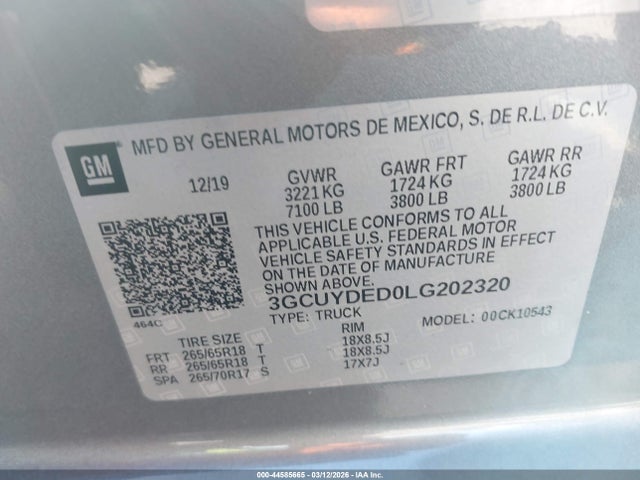 GM
MFD BY GENERAL MOTORS DE MEXICO, S. DE R.L. DE C.V.
12/19
GVWR
3221 KG
7100 LB
GAWR FRT
1724 KG
3800 LB
GAWR RR
1724 KG
3800 LB
THIS VEHICLE CONFORMS TO ALL
APPLICABLE U.S. FEDERAL MOTOR
VEHICLE SAFETY STANDARDS IN EFFECT
ON THE DATE OF MANUFACTURE
SHOWN ABOVE.
464C
3GCUYDED0LG202320
TYPE: TRUCK
MODEL: 00CK10543
TIRE SIZE RIM
FRT 265/65R18 T 18X8.5J
RR 265/65R18 T 18X8.5J
SPA 265/70R17 S 17X7J
000-44585665 - 03/12/2026 - IAA Inc.